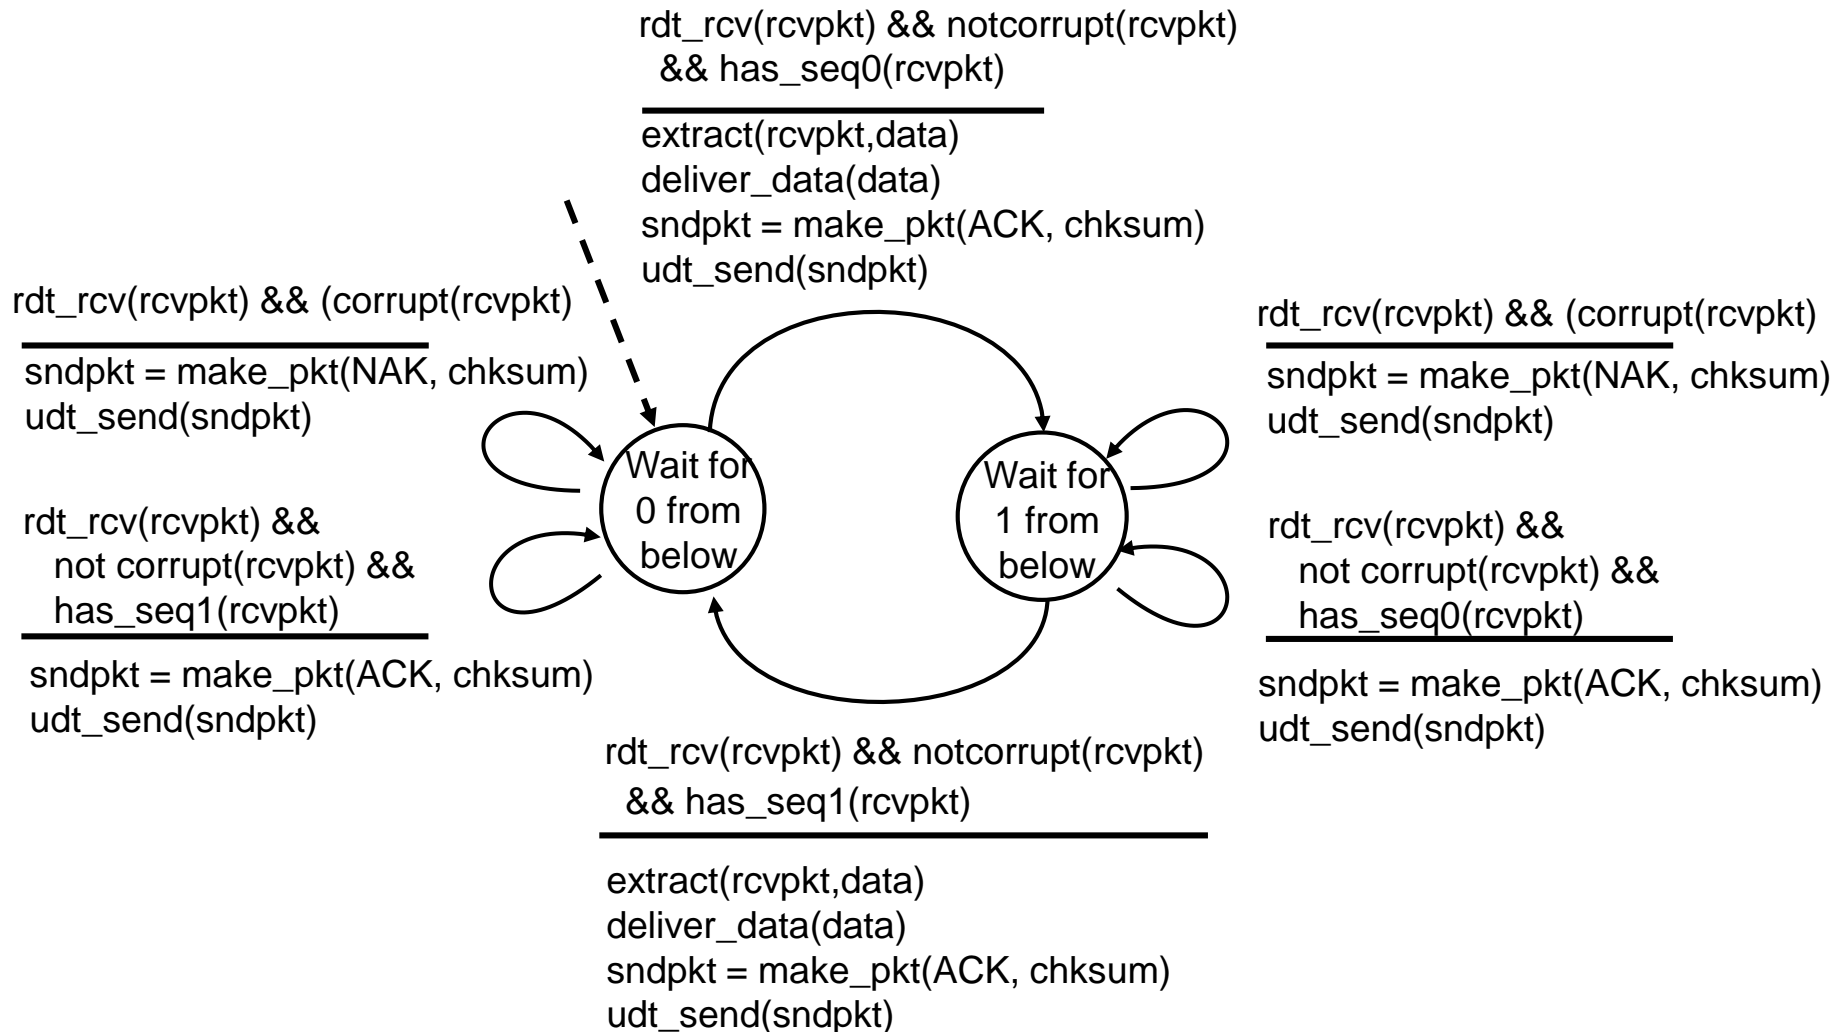 rdt_rcv(rcvpkt) && notcorrupt(rcvpkt)
&& has_seq0(rcvpkt)
extract(rcvpkt,data)
deliver_data(data)
sndpkt = make_pkt(ACK, chksum)
udt_send(sndpkt)
rdt_rcv(rcvpkt) && (corrupt(rcvpkt)
sndpkt = make_pkt(NAK, chksum)
udt_send(sndpkt)
rdt_rcv(rcvpkt) &&
not corrupt(rcvpkt) &&
has_seq1(rcvpkt)
sndpkt = make_pkt(ACK, chksum)
udt_send(sndpkt)
Wait for
0 from
below
Wait for
1 from
below
rdt_rcv(rcvpkt) && (corrupt(rcvpkt)
sndpkt = make_pkt(NAK, chksum)
udt_send(sndpkt)
rdt_rcv(rcvpkt) &&
not corrupt(rcvpkt) &&
has_seq0(rcvpkt)
sndpkt = make_pkt(ACK, chksum)
udt_send(sndpkt)
rdt_rcv(rcvpkt) && notcorrupt(rcvpkt)
&& has_seq1(rcvpkt)
extract(rcvpkt,data)
deliver_data(data)
sndpkt = make_pkt(ACK, chksum)
udt_send(sndpkt)